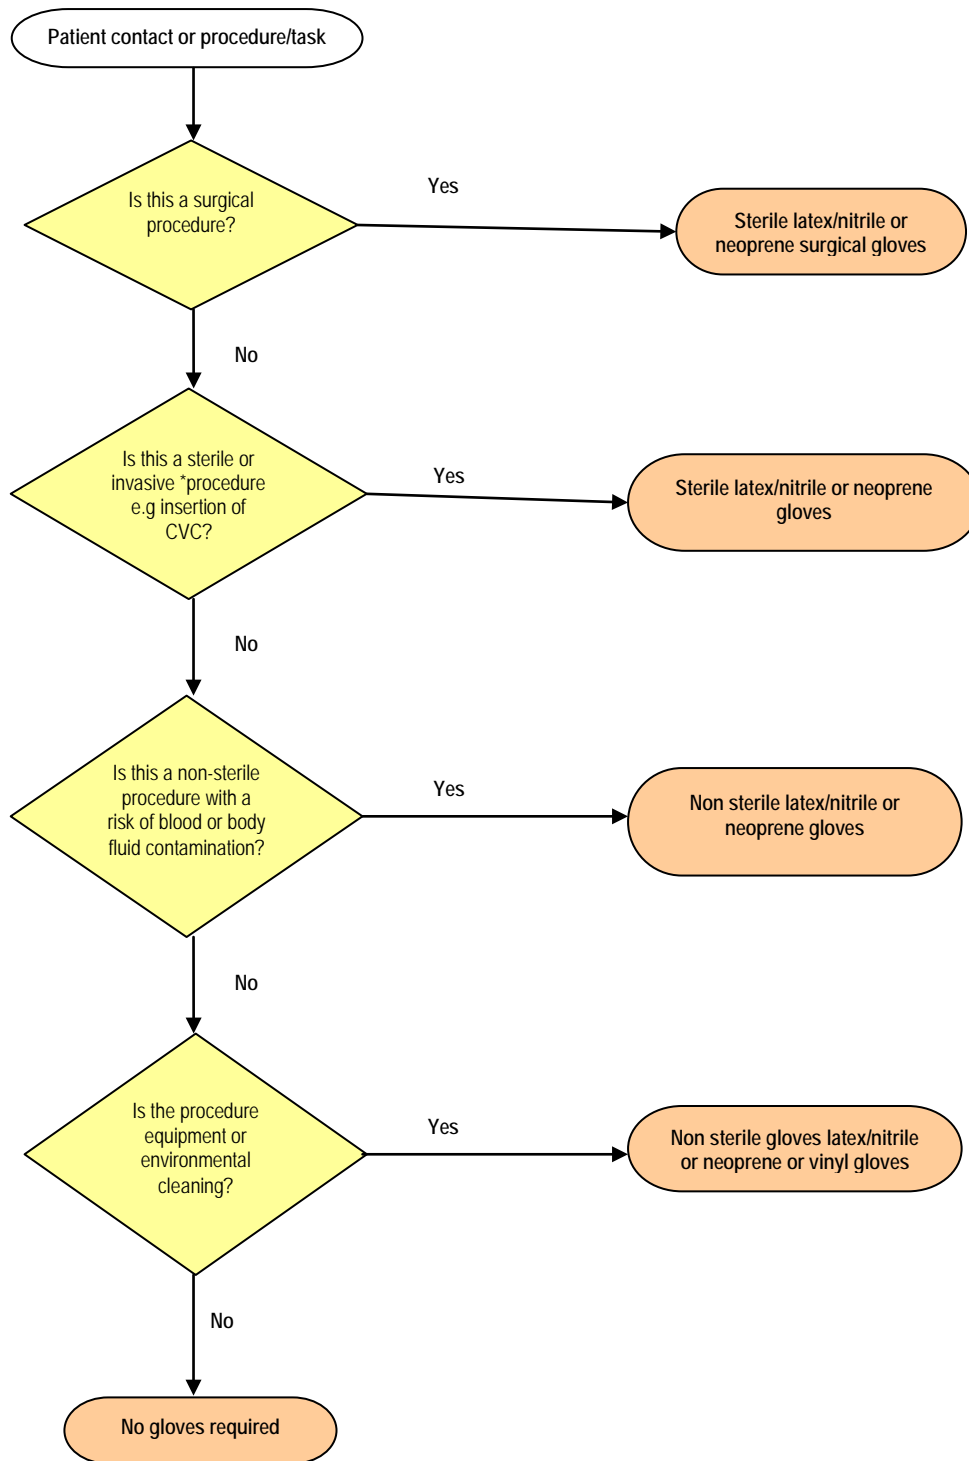 Patient contact or procedure/task
Is this a surgical
procedure?
Yes
Sterile latex/nitrile or
neoprene surgical gloves
No
Is this a sterile or
invasive *procedure
e.g insertion of
CVC?
Yes
Sterile latex/nitrile or neoprene
gloves
No
Is this a non-sterile
procedure with a
risk of blood or body
fluid contamination?
Yes
Non sterile latex/nitrile or
neoprene gloves
No
Is the procedure
equipment or
environmental
cleaning?
Yes
Non sterile gloves latex/nitrile
or neoprene or vinyl gloves
No
No gloves required